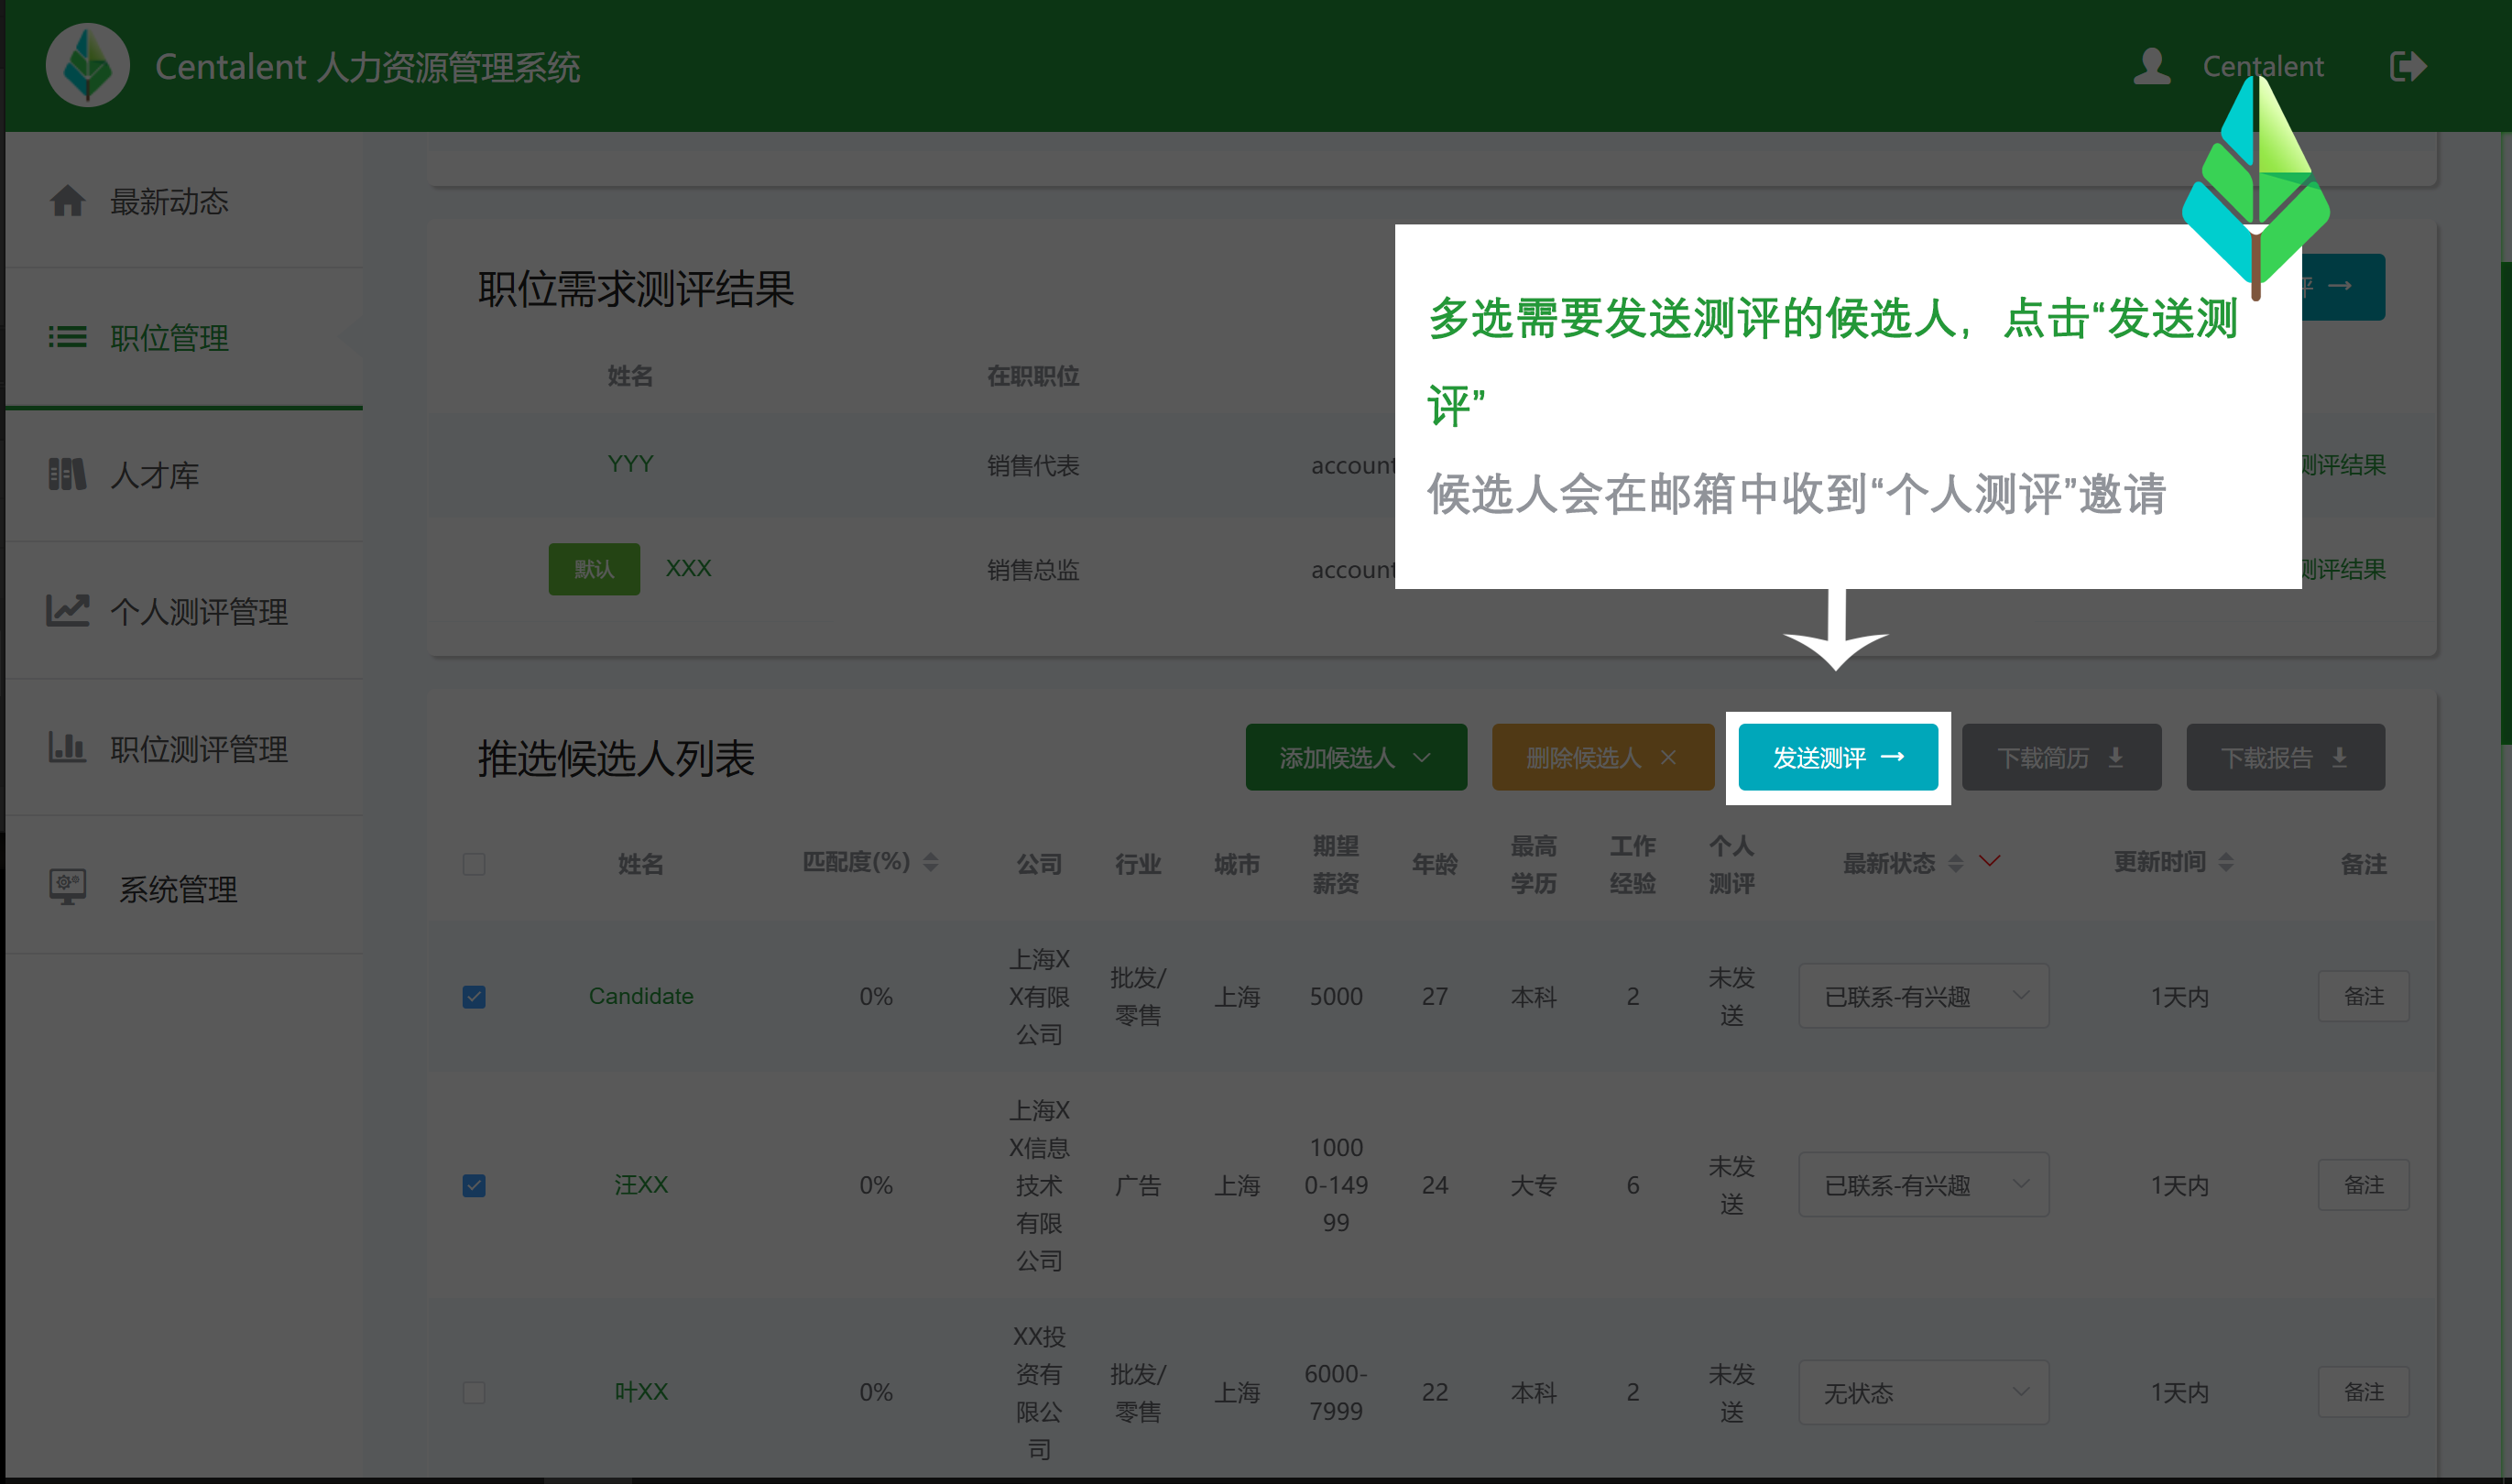 Centalent 人力资源管理系统
Centalent
最新动态
职位管理
人才库
个人测评管理
职位测评管理
系统管理
多选需要发送测评的候选人，点击“发送测
评”
候选人会在邮箱中收到“个人测评”邀请
职位需求测评结果
评
姓名 在职职位
YYY 销售代表 account 测评结果
默认 XXX 销售总监 account 测评结果
推选候选人列表
添加候选人 删除候选人 × 发送测评 → 下载简历 下载报告
姓名 匹配度(%) 公司 行业 城市 期望 年龄 最高 工作 个人 最新状态 更新时间 备注
薪资 学历 经验 测评
上海X
X有限
公司
Candidate 0% 批发/ 上海 5000 27 本科 2 未发 已联系-有兴趣 1天内 备注
零售 送
上海X
X信息
技术
有限
公司
汪XX 0% 广告 上海 1000 24 大专 6 未发 已联系-有兴趣 1天内 备注
0-149 送
99
XX投
资有
限公
司
叶XX 0% 批发/ 上海 6000- 22 本科 2 未发 无状态 1天内 备注
零售 7999 送